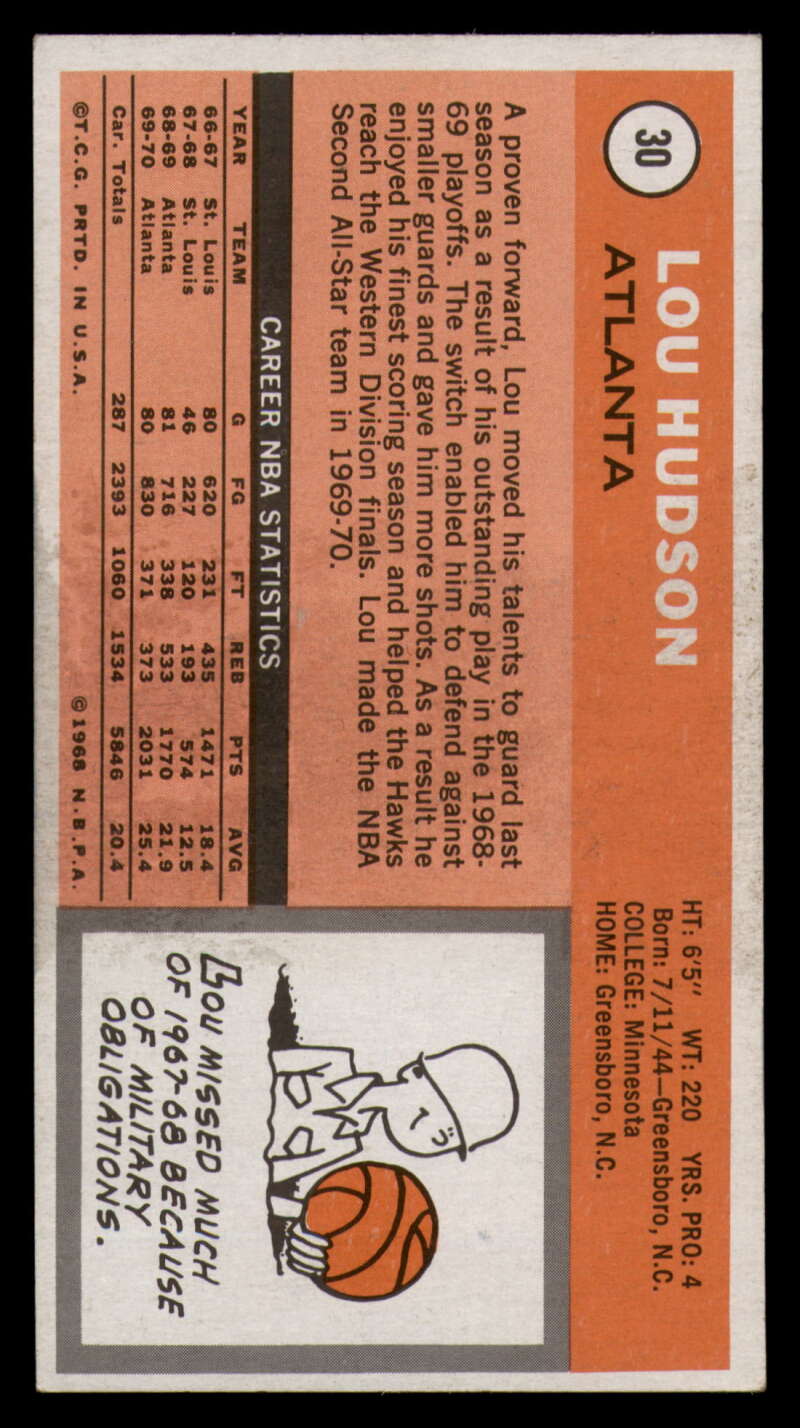 30
LOU HUDSON
ATLANTA
HT: 6'5" WT: 220 YRS. PRO: 4
Born: 7/11/44—Greensboro, N.C.
COLLEGE: Minnesota
HOME: Greensboro, N.C.
A proven forward, Lou moved his talents to guard last
season as a result of his outstanding play in the 1968-
69 playoffs. The switch enabled him to defend against
smaller guards and gave him more shots. As a result he
enjoyed his finest scoring season and helped the Hawks
reach the Western Division finals. Lou made the NBA
Second All-Star team in 1969-70.
CAREER NBA STATISTICS
YEAR TEAM G FG FT REB PTS AVG
66-67 St. Louis 80 620 231 435 1471 18.4
67-68 St. Louis 46 227 120 193 574 12.5
68-69 Atlanta 81 716 338 533 1770 21.9
69-70 Atlanta 80 830 371 373 2031 25.4
Car. Totals 287 2393 1060 1534 5846 20.4
©T.C.G. PRTD. IN U.S.A. ©1968 N.B.P.A.
LOU MISSED MUCH
OF 1967-68 BECAUSE
OF MILITARY
OBLIGATIONS.